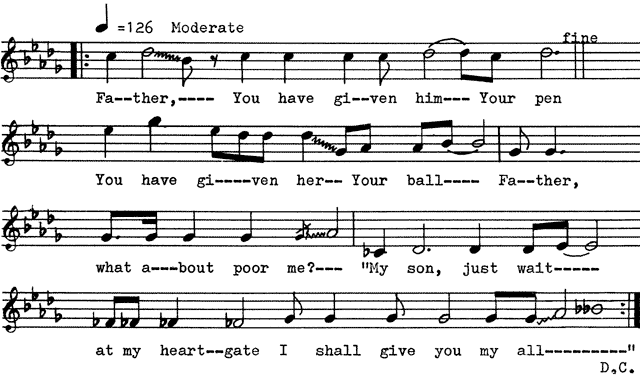 =126 Moderate
fine
Fa--ther,---- You have gi--ven him--- Your pen
You have gi----ven her-- Your ball---- Fa--ther,
what a--bout poor me?--- "My son, just wait------
at my heart--gate I shall give you my all---------"
D.C.